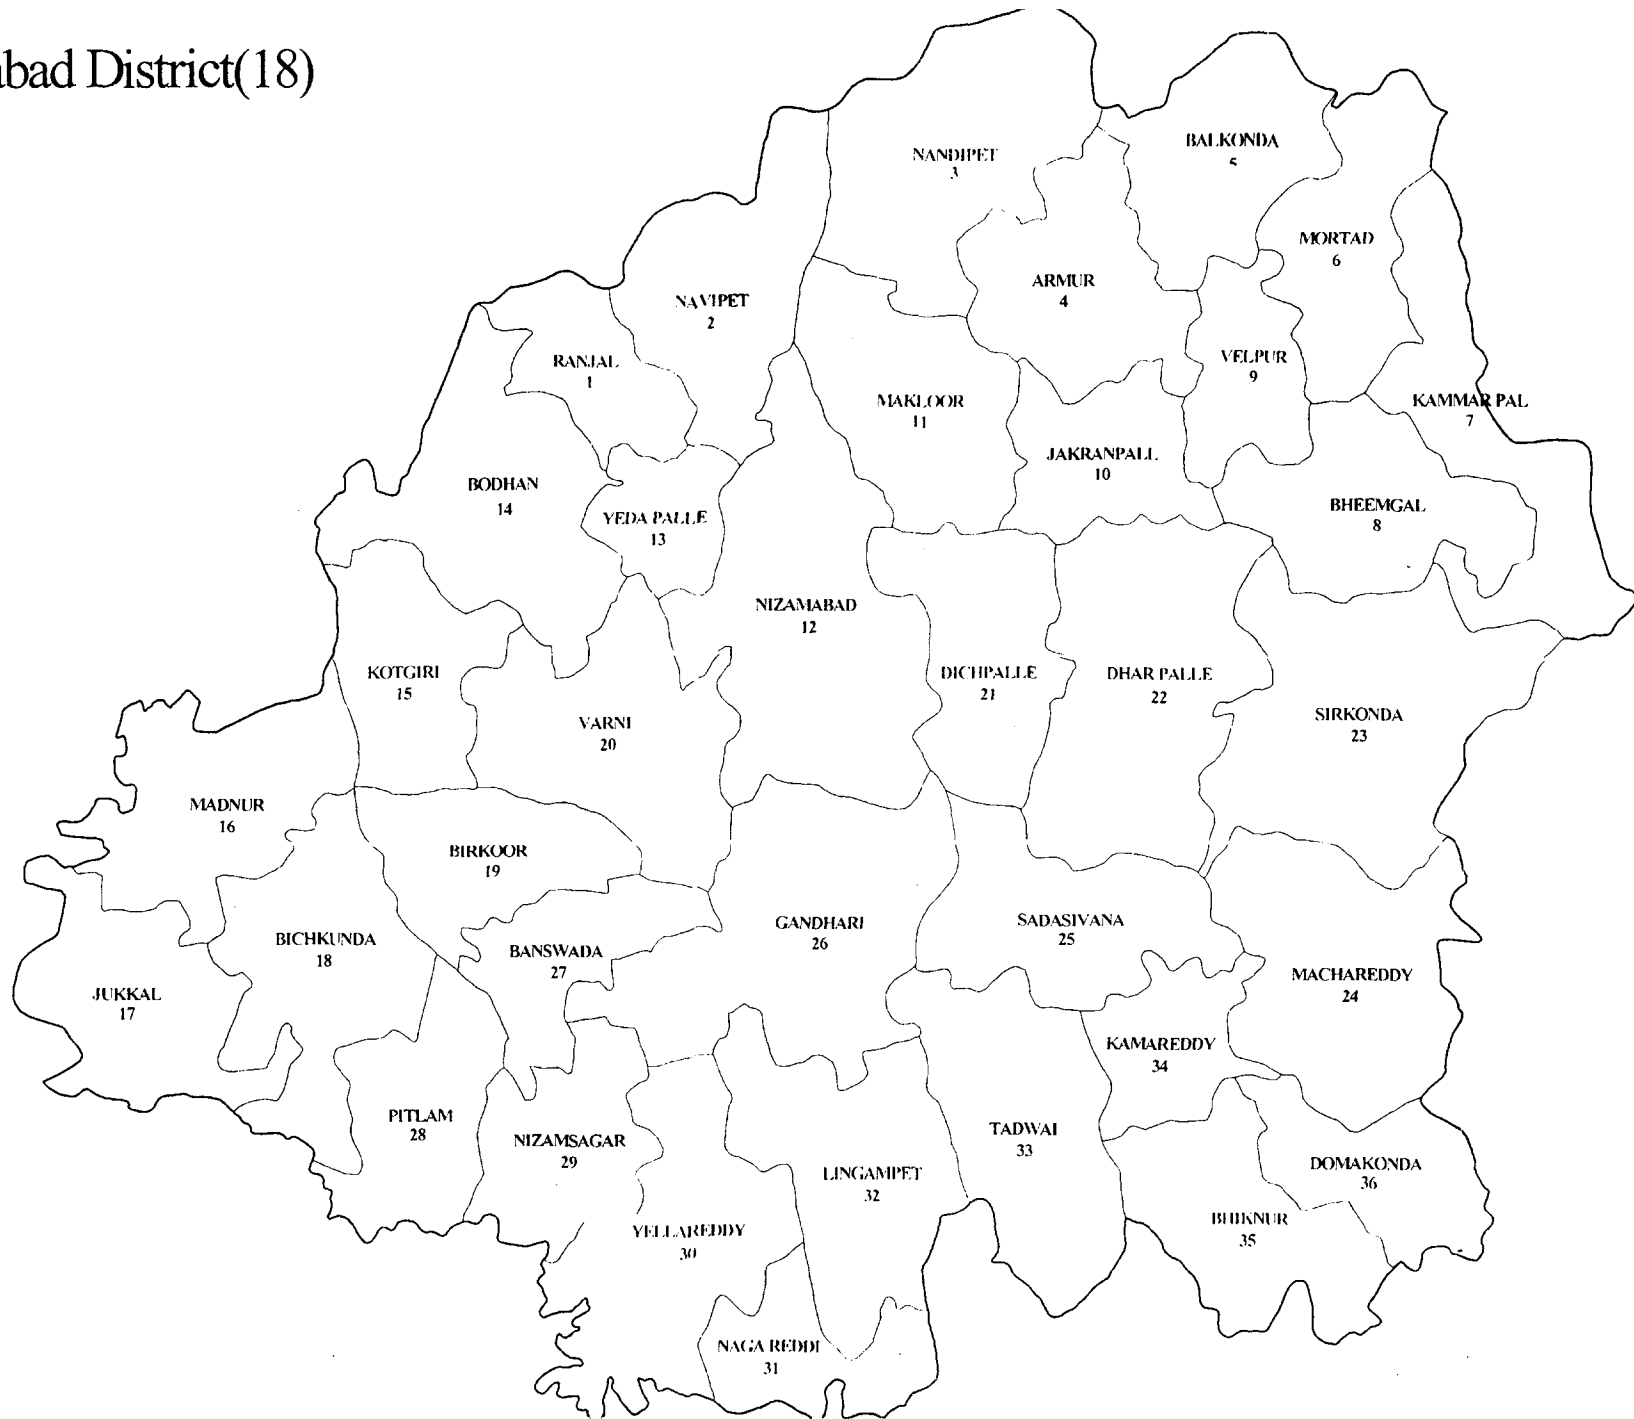 abad District(18)
NANDIPET
3
BALKONDA
5
MORTAD
6
ARMUR
4
NAVIPET
2
RANJAL
1
VELPUR
9
MAKLOOR
11
KAMMAR PAL
7
JAKRANPALL
10
BODHAN
14
YEDA PALLE
13
BHEEMGAL
8
NIZAMABAD
12
KOTGIRI
15
DICHPALLE
21
DHAR PALLE
22
VARNI
20
SIRKONDA
23
MADNUR
16
BIRKOOR
19
GANDHARI
26
SADASIVANA
25
BICHKUNDA
18
BANSWADA
27
MACHAREDDY
24
JUKKAL
17
KAMAREDDY
34
PITLAM
28
NIZAMSAGAR
29
TADWAI
33
LINGAMPET
32
DOMAKONDA
36
YELLAREDDY
30
BHIKNUR
35
NAGA REDDI
31